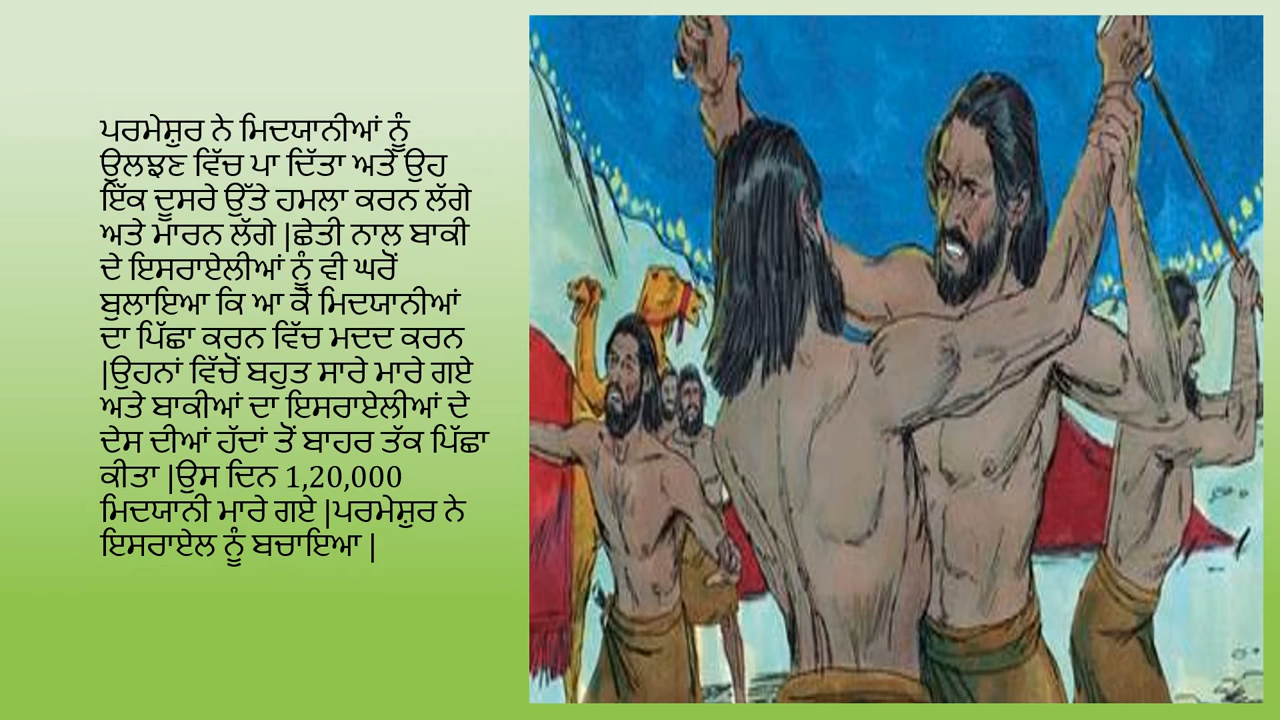 ਪਰਮੇਸ਼ੁਰ ਨੇ ਮਿਦਯਾਨੀਆਂ ਨੂੰ
ਉਲਝਣ ਵਿੱਚ ਪਾ ਦਿੱਤਾ ਅਤੇ ਉਹ
ਇੱਕ ਦੂਸਰੇ ਉੱਤੇ ਹਮਲਾ ਕਰਨ ਲੱਗੇ
ਅਤੇ ਮਾਰਨ ਲੱਗੇ |ਛੇਤੀ ਨਾਲ ਬਾਕੀ
ਦੇ ਇਸਰਾਏਲੀਆਂ ਨੂੰ ਵੀ ਘਰੋਂ
ਬੁਲਾਇਆ ਕਿ ਆ ਕੇ ਮਿਦਯਾਨੀਆਂ
ਦਾ ਪਿੱਛਾ ਕਰਨ ਵਿੱਚ ਮਦਦ ਕਰਨ
|ਉਹਨਾਂ ਵਿੱਚੋਂ ਬਹੁਤ ਸਾਰੇ ਮਾਰੇ ਗਏ
ਅਤੇ ਬਾਕੀਆਂ ਦਾ ਇਸਰਾਏਲੀਆਂ ਦੇ
ਦੇਸ ਦੀਆਂ ਹੱਦਾਂ ਤੋਂ ਬਾਹਰ ਤੱਕ ਪਿੱਛਾ
ਕੀਤਾ |ਉਸ ਦਿਨ 1,20,000
ਮਿਦਯਾਨੀ ਮਾਰੇ ਗਏ |ਪਰਮੇਸ਼ੁਰ ਨੇ
ਇਸਰਾਏਲ ਨੂੰ ਬਚਾਇਆ |